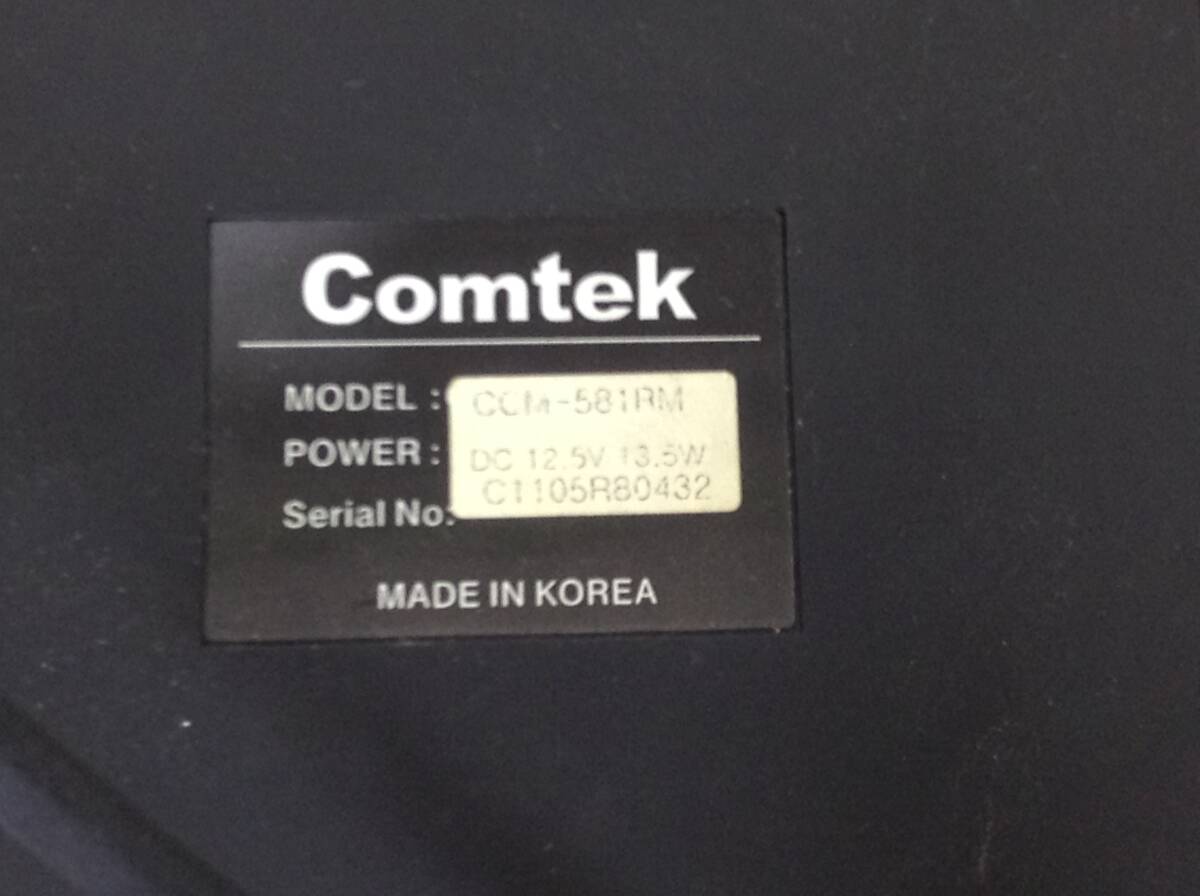 Comtek
MODEL : CCM-581RM
POWER : DC 12.5V 13.5W
Serial No: C1105R80432
MADE IN KOREA